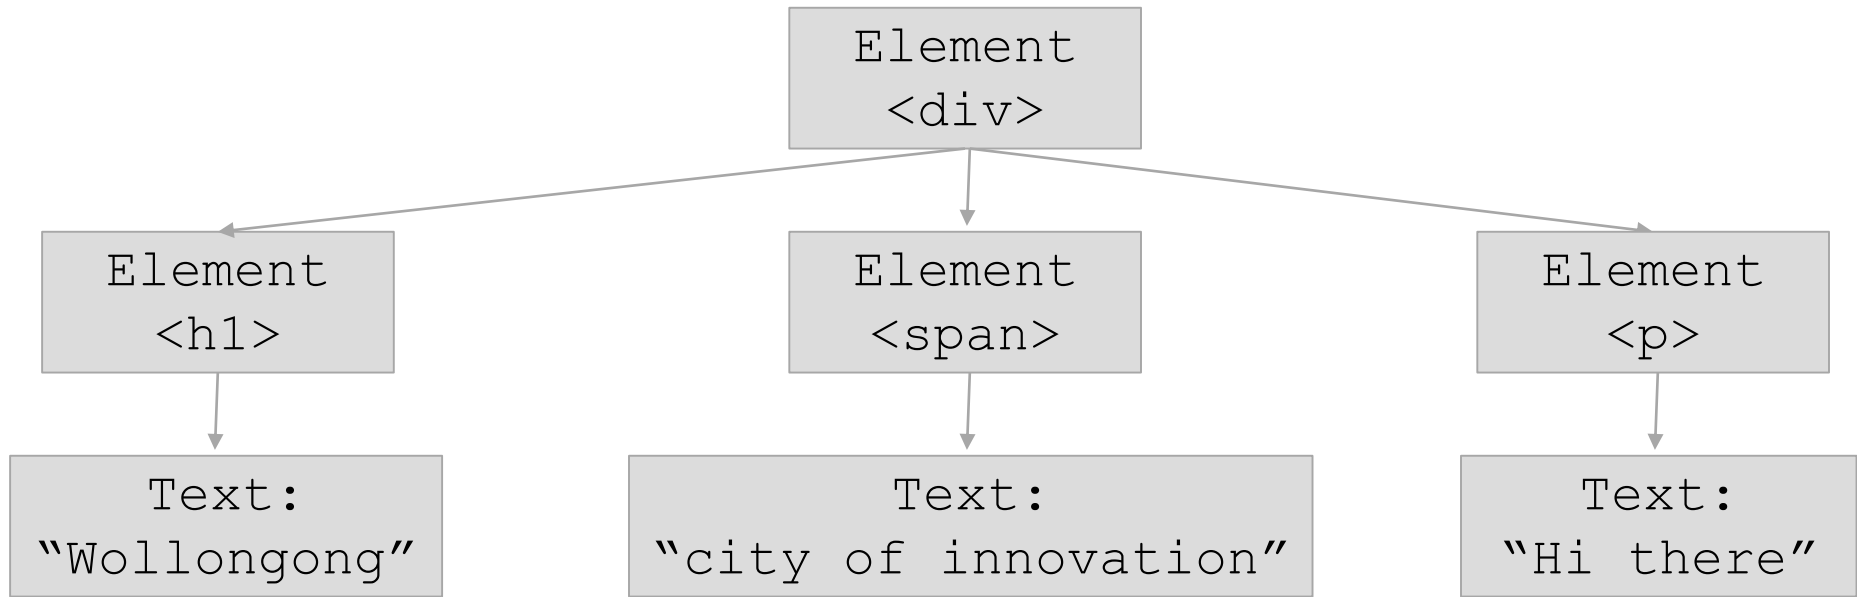 Element
<div>
Element
<h1>
Element
<span>
Element
<p>
Text:
“Wollongong”
Text:
“city of innovation”
Text:
“Hi there”